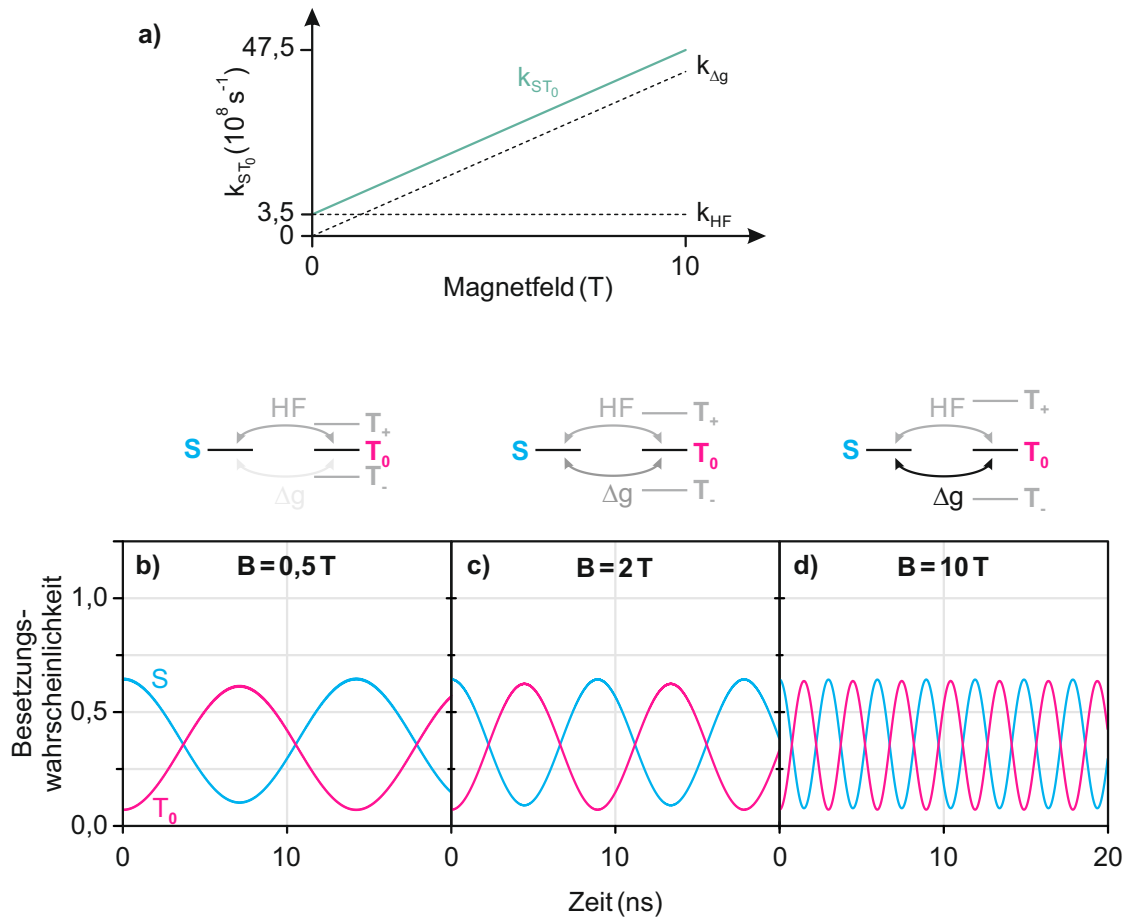 a)
47,5
3,5
0
k_ST₀ (10⁸ s⁻¹)
k_ST₀
k_Δg
k_HF
0
10
Magnetfeld (T)
HF
T₊
S
T₀
T₋
Δg
HF
T₊
S
T₀
T₋
Δg
HF
T₊
S
T₀
T₋
Δg
b)
B = 0,5 T
c)
B = 2 T
d)
B = 10 T
Besetzungs-
wahrscheinlichkeit
1,0
0,5
0,0
S
T₀
0
10
0
10
0
10
20
Zeit (ns)